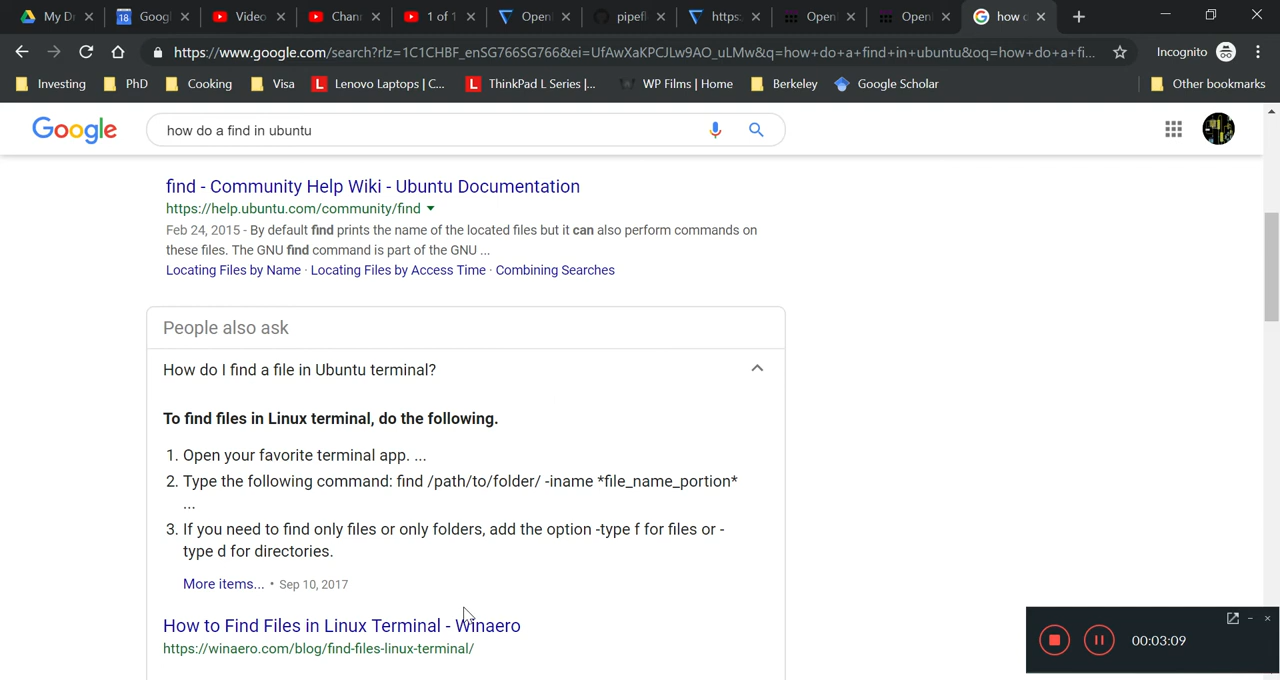 My D
18 Googl
Video
Chann
1 of 1
Open
pipefl
https:
Open
Open
how c
https://www.google.com/search?rlz=1C1CHBF_enSG766SG766&ei=UfAwXaKPCJLw9AO_uLMw&q=how+do+a+find+in+ubuntu&oq=how+do+a+fi...
Incognito
Investing
PhD
Cooking
Visa
L Lenovo Laptops | C...
L ThinkPad L Series |...
WP Films | Home
Berkeley
Google Scholar
Other bookmarks
Google
how do a find in ubuntu
find - Community Help Wiki - Ubuntu Documentation
https://help.ubuntu.com/community/find
Feb 24, 2015 - By default find prints the name of the located files but it can also perform commands on
these files. The GNU find command is part of the GNU ...
Locating Files by Name · Locating Files by Access Time · Combining Searches
People also ask
How do I find a file in Ubuntu terminal?
To find files in Linux terminal, do the following.
1. Open your favorite terminal app. ...
2. Type the following command: find /path/to/folder/ -iname *file_name_portion*
...
3. If you need to find only files or only folders, add the option -type f for files or -
type d for directories.
More items... • Sep 10, 2017
How to Find Files in Linux Terminal - Winaero
https://winaero.com/blog/find-files-linux-terminal/
00:03:09